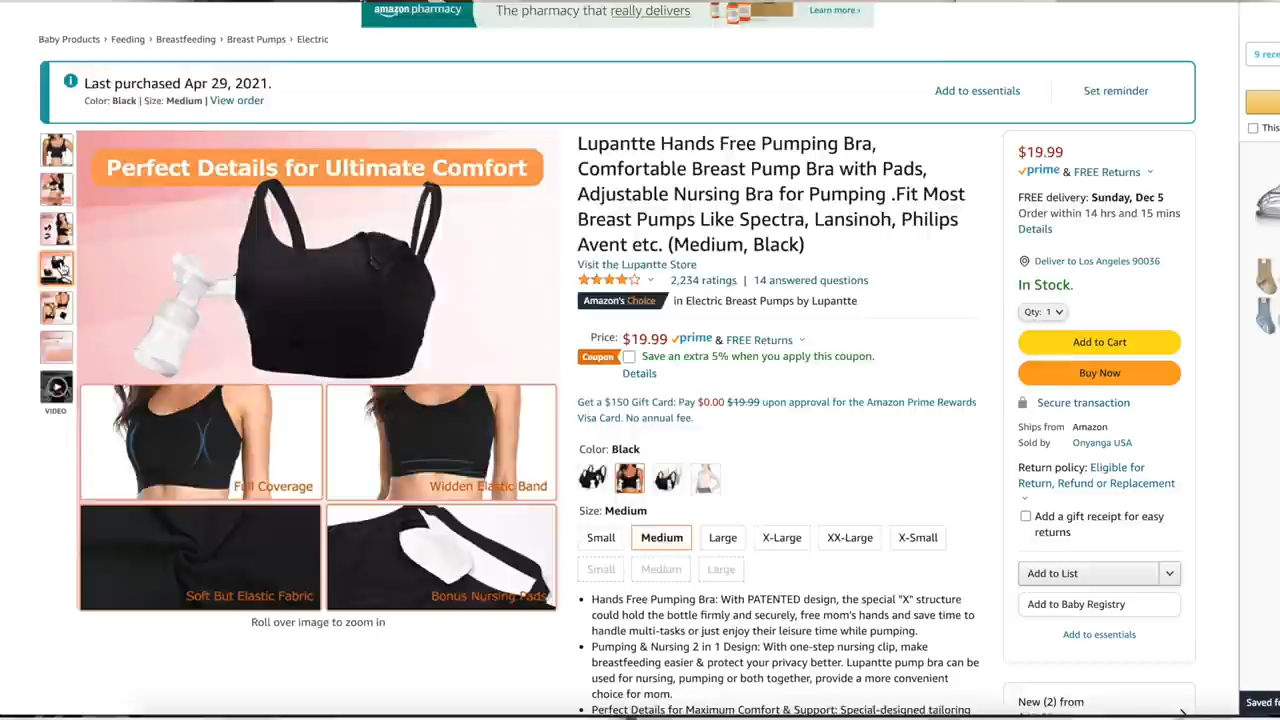 amazon pharmacy
The pharmacy that really delivers
Learn more ›
Baby Products › Feeding › Breastfeeding › Breast Pumps › Electric
Last purchased Apr 29, 2021.
Color: Black | Size: Medium | View order
Add to essentials
Set reminder
Perfect Details for Ultimate Comfort
Full Coverage
Widden Elastic Band
Soft But Elastic Fabric
Bonus Nursing Pads
VIDEO
Roll over image to zoom in
Lupantte Hands Free Pumping Bra,
Comfortable Breast Pump Bra with Pads,
Adjustable Nursing Bra for Pumping .Fit Most
Breast Pumps Like Spectra, Lansinoh, Philips
Avent etc. (Medium, Black)
Visit the Lupantte Store
2,234 ratings | 14 answered questions
Amazon's Choice in Electric Breast Pumps by Lupantte
Price: $19.99 prime & FREE Returns
Coupon Save an extra 5% when you apply this coupon.
Details
Get a $150 Gift Card: Pay $0.00 $19.99 upon approval for the Amazon Prime Rewards
Visa Card. No annual fee.
Color: Black
Size: Medium
Small Medium Large X-Large XX-Large X-Small
Small Medium Large
• Hands Free Pumping Bra: With PATENTED design, the special "X" structure
could hold the bottle firmly and securely, free mom's hands and save time to
handle multi-tasks or just enjoy their leisure time while pumping.
• Pumping & Nursing 2 in 1 Design: With one-step nursing clip, make
breastfeeding easier & protect your privacy better. Lupantte pump bra can be
used for nursing, pumping or both together, provide a more convenient
choice for mom.
• Perfect Details for Maximum Comfort & Support: Special-designed tailoring
$19.99
prime & FREE Returns
FREE delivery: Sunday, Dec 5
Order within 14 hrs and 15 mins
Details
Deliver to Los Angeles 90036
In Stock.
Qty: 1
Add to Cart
Buy Now
Secure transaction
Ships from Amazon
Sold by Onyanga USA
Return policy: Eligible for
Return, Refund or Replacement
Add a gift receipt for easy
returns
Add to List
Add to Baby Registry
Add to essentials
New (2) from
9 rece
This
Saved f